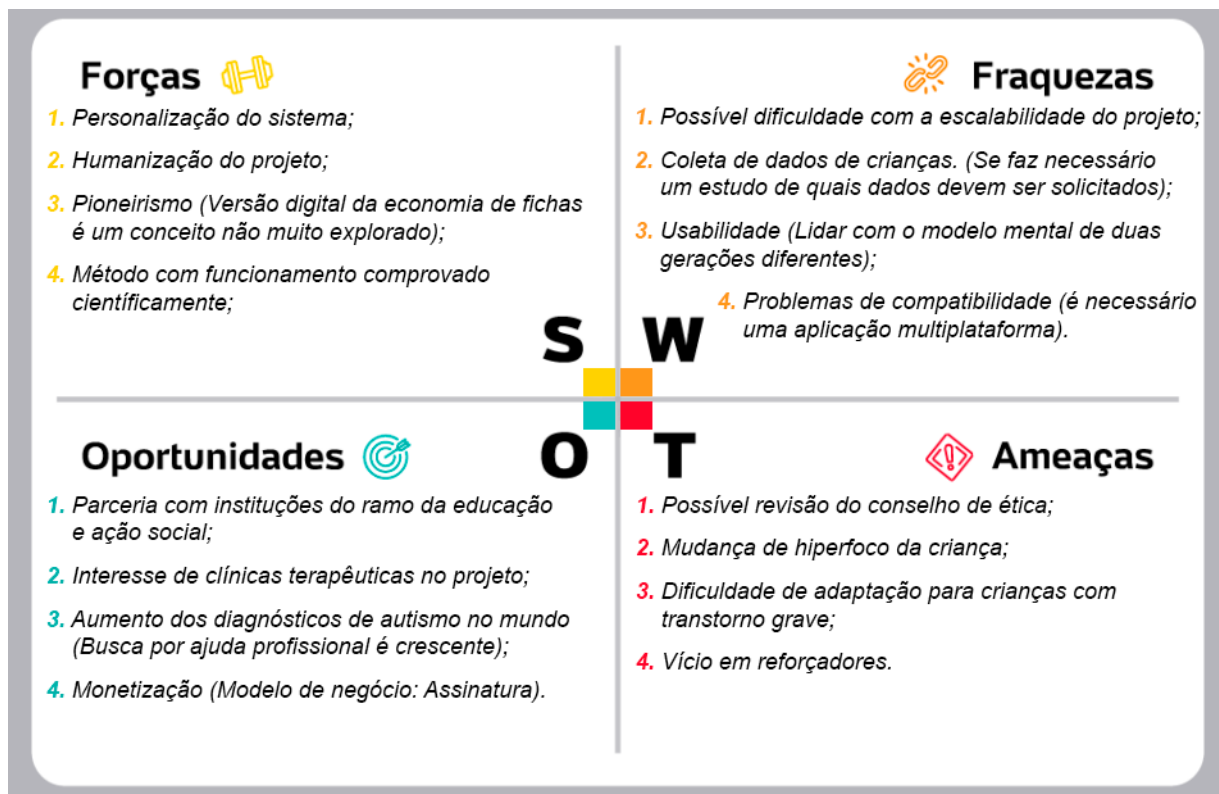 Forças
1. Personalização do sistema;
2. Humanização do projeto;
3. Pioneirismo (Versão digital da economia de fichas
é um conceito não muito explorado);
4. Método com funcionamento comprovado
científicamente;
Fraquezas
1. Possível dificuldade com a escalabilidade do projeto;
2. Coleta de dados de crianças. (Se faz necessário
um estudo de quais dados devem ser solicitados);
3. Usabilidade (Lidar com o modelo mental de duas
gerações diferentes);
4. Problemas de compatibilidade (é necessário
uma aplicação multiplataforma).
S W
O T
Oportunidades
1. Parceria com instituções do ramo da educação
e ação social;
2. Interesse de clínicas terapêuticas no projeto;
3. Aumento dos diagnósticos de autismo no mundo
(Busca por ajuda profissional é crescente);
4. Monetização (Modelo de negócio: Assinatura).
Ameaças
1. Possível revisão do conselho de ética;
2. Mudança de hiperfoco da criança;
3. Dificuldade de adaptação para crianças com
transtorno grave;
4. Vício em reforçadores.